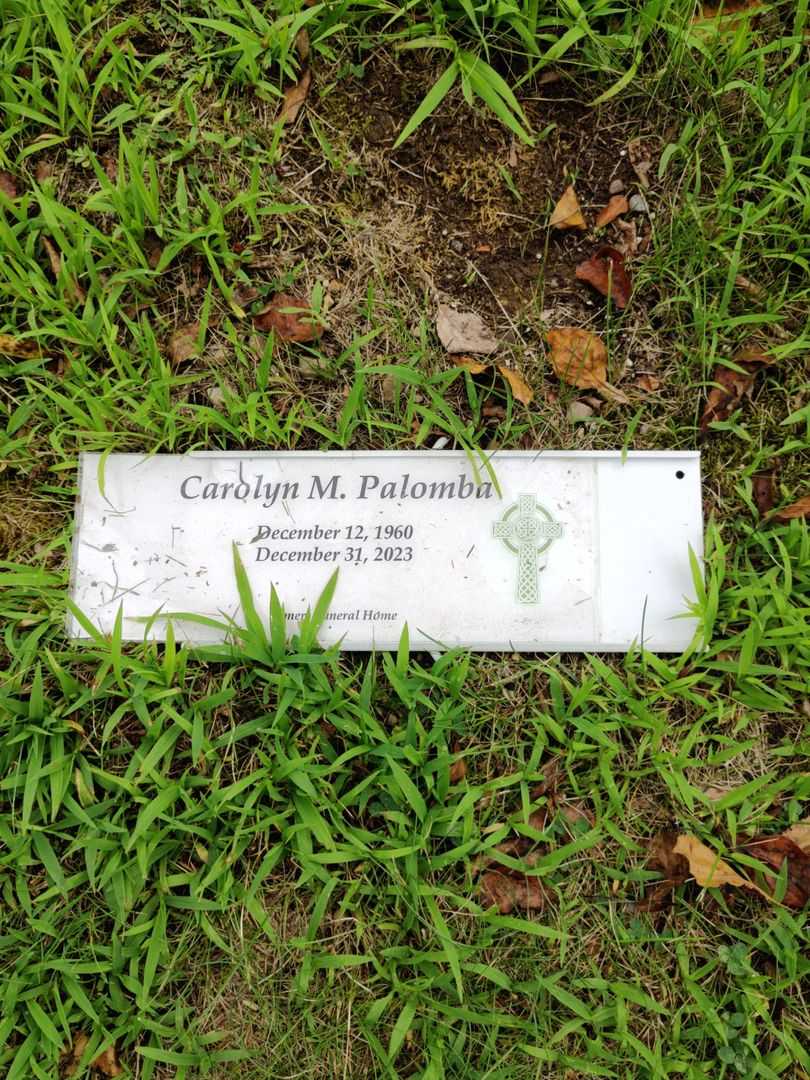 Carolyn M. Palomba
December 12, 1960
December 31, 2023
Funeral Home